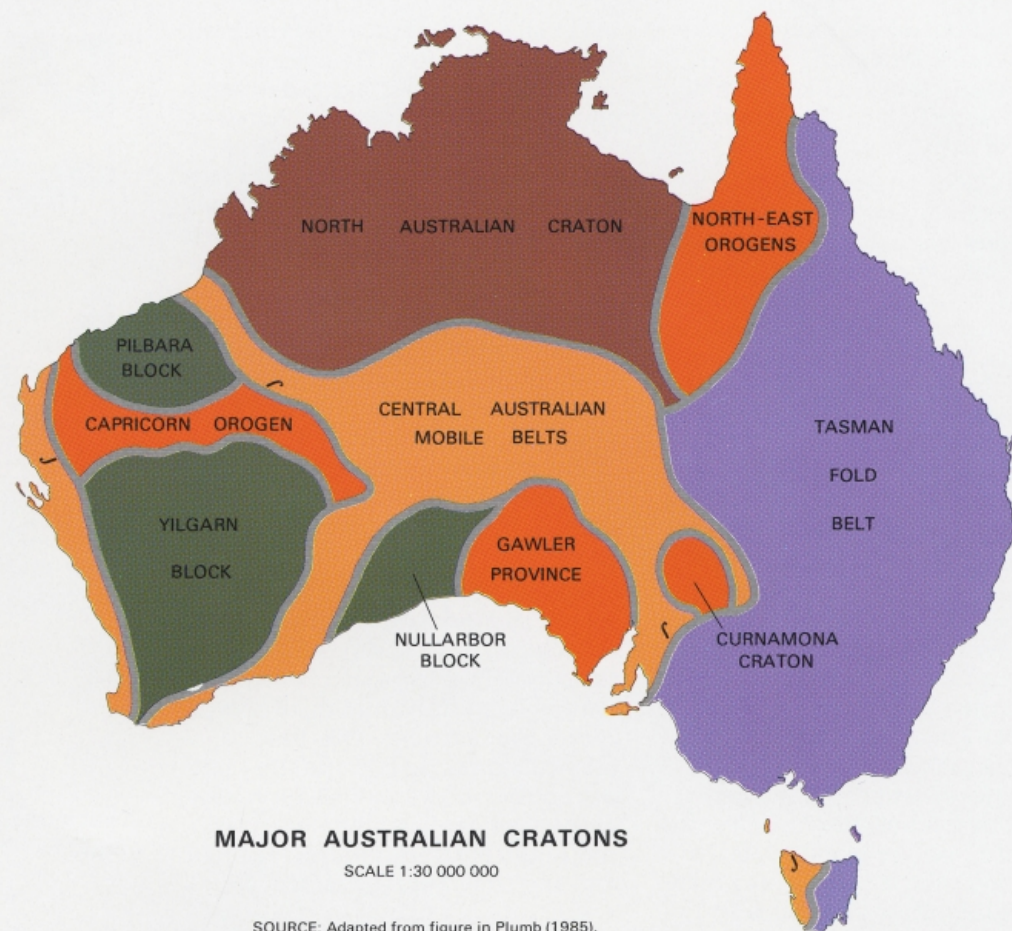 NORTH AUSTRALIAN CRATON
NORTH-EAST
OROGENS
PILBARA
BLOCK
CAPRICORN OROGEN
CENTRAL AUSTRALIAN
MOBILE BELTS
TASMAN
FOLD
BELT
YILGARN
BLOCK
GAWLER
PROVINCE
NULLARBOR
BLOCK
CURNAMONA
CRATON
MAJOR AUSTRALIAN CRATONS
SCALE 1:30 000 000
SOURCE: Adapted from figure in Plumb (1985).